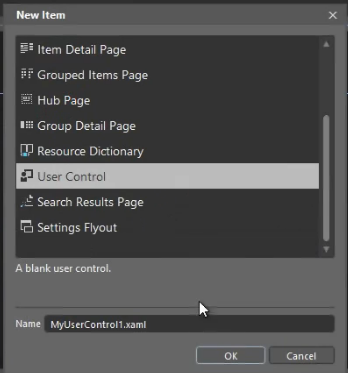 New Item
Item Detail Page
Grouped Items Page
Hub Page
Group Detail Page
Resource Dictionary
User Control
Search Results Page
Settings Flyout
A blank user control.
Name MyUserControl1.xaml
OK Cancel